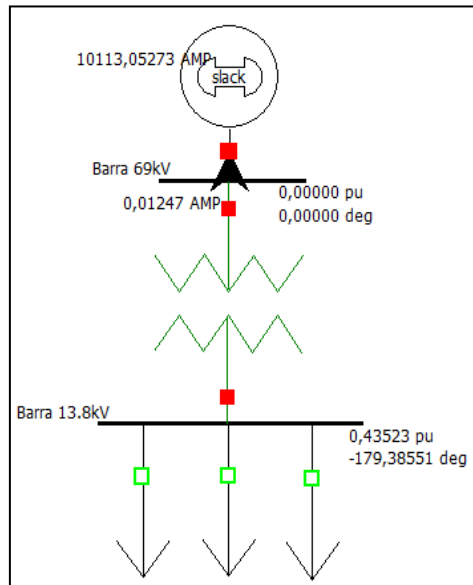 10113,05273 AMP
slack
Barra 69kV
0,00000 pu
0,00000 deg
0,01247 AMP
Barra 13.8kV
0,43523 pu
-179,38551 deg